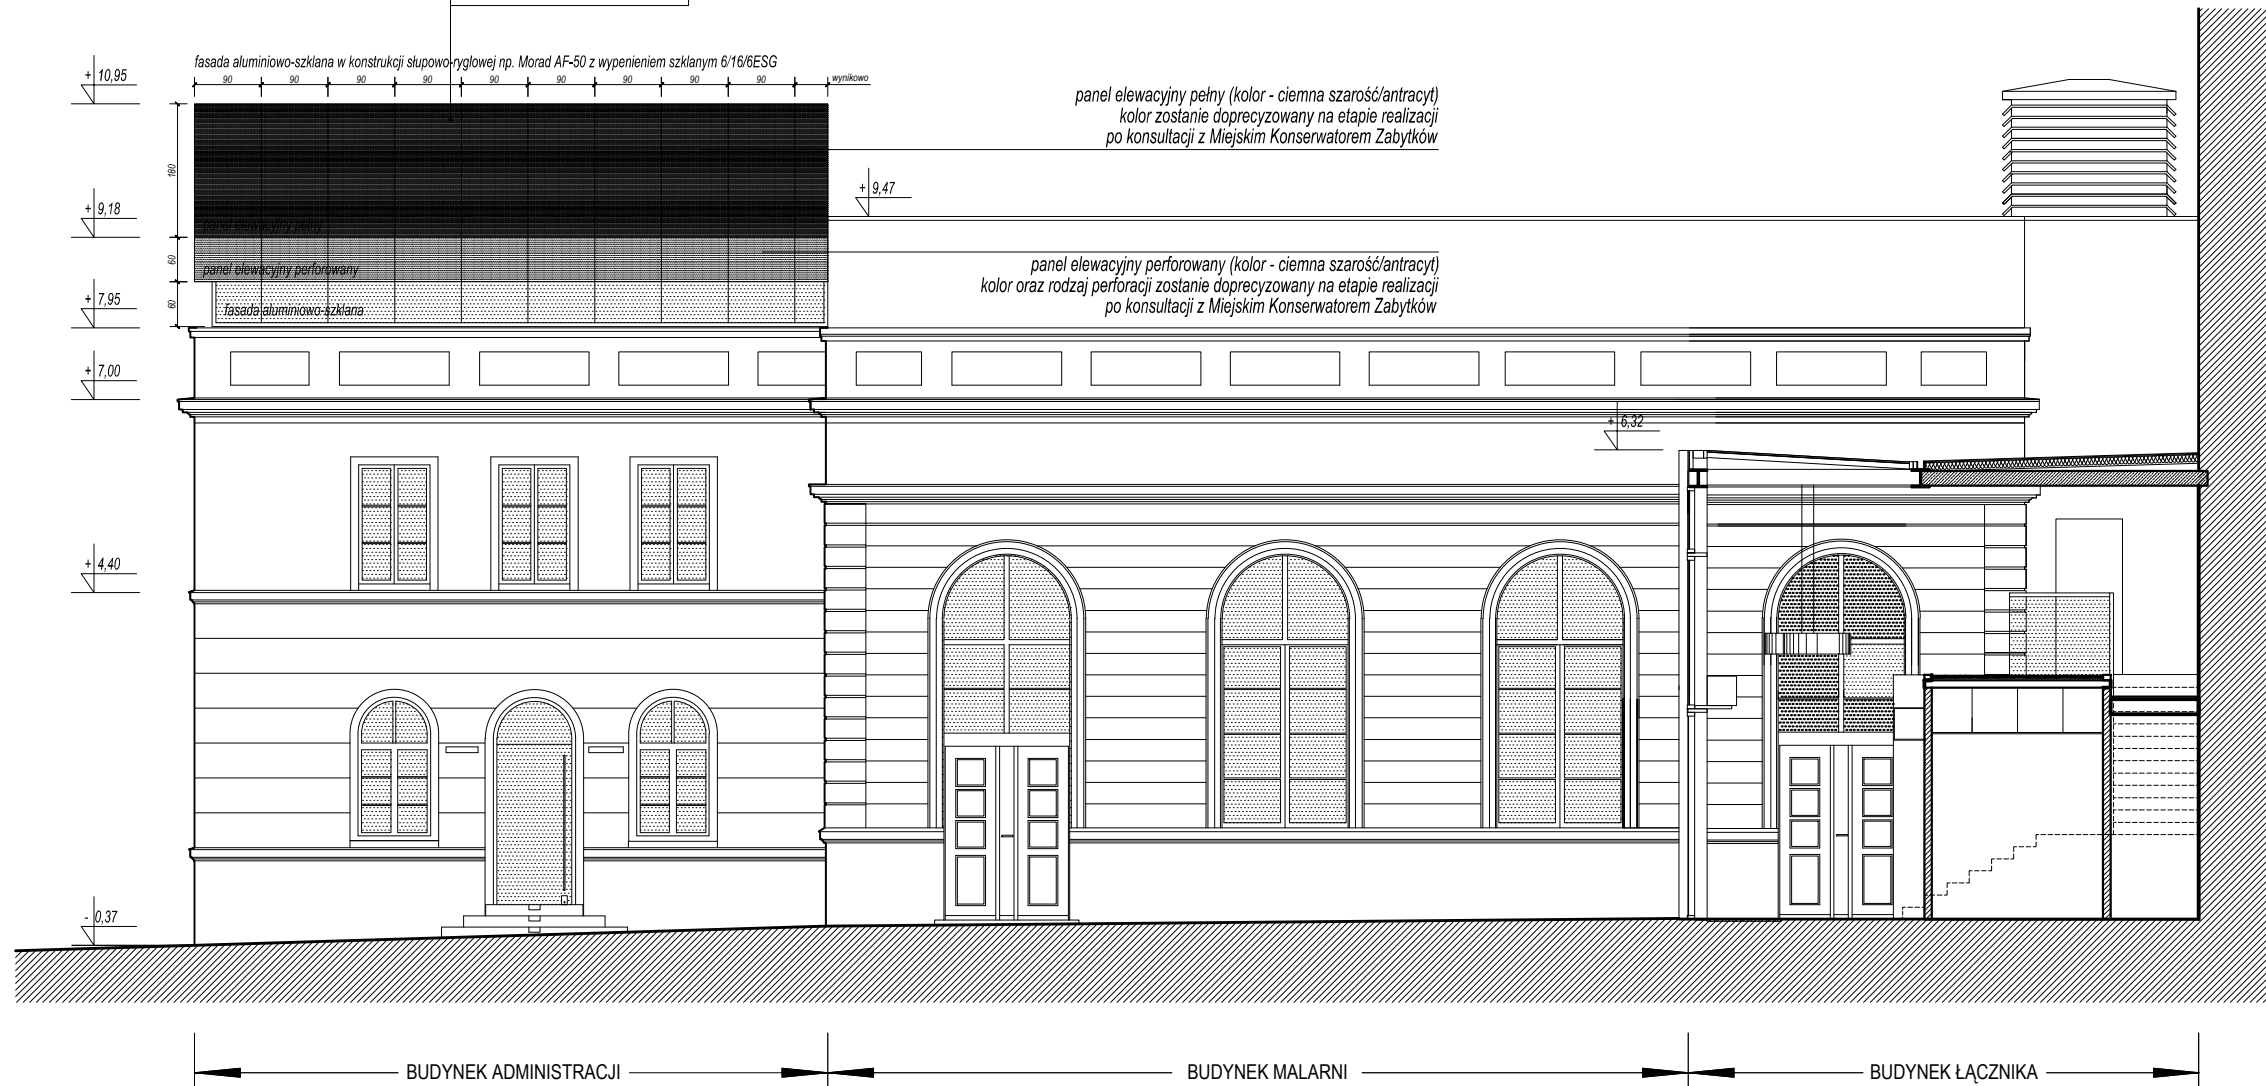 fasada aluminiowo-szklana w konstrukcji słupowo-ryglowej np. Morad AF-50 z wypenieniem szklanym 6/16/6ESG
90 90 90 90 90 90 90 90 90 wynikowo
+ 10,95
panel elewacyjny pełny (kolor - ciemna szarość/antracyt)
kolor zostanie doprecyzowany na etapie realizacji
po konsultacji z Miejskim Konserwatorem Zabytków
180
+ 9,47
+ 9,18
panel elewacyjny pełny
60
panel elewacyjny perforowany
panel elewacyjny perforowany (kolor - ciemna szarość/antracyt)
kolor oraz rodzaj perforacji zostanie doprecyzowany na etapie realizacji
po konsultacji z Miejskim Konserwatorem Zabytków
+ 7,95
60
fasada aluminiowo-szklana
+ 7,00
+ 6,32
+ 4,40
- 0,37
BUDYNEK ADMINISTRACJI
BUDYNEK MALARNI
BUDYNEK ŁĄCZNIKA